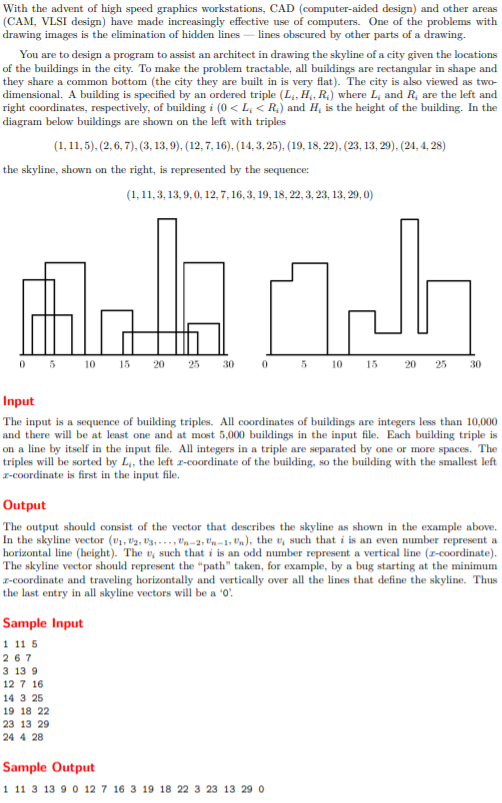 With the advent of high speed graphics workstations, CAD (computer-aided design) and other areas
(CAM, VLSI design) have made increasingly effective use of computers. One of the problems with
drawing images is the elimination of hidden lines — lines obscured by other parts of a drawing.
You are to design a program to assist an architect in drawing the skyline of a city given the locations
of the buildings in the city. To make the problem tractable, all buildings are rectangular in shape and
they share a common bottom (the city they are built in is very flat). The city is also viewed as two-
dimensional. A building is specified by an ordered triple (Lᵢ, Hᵢ, Rᵢ) where Lᵢ and Rᵢ are the left and
right coordinates, respectively, of building i (0 < Lᵢ < Rᵢ) and Hᵢ is the height of the building. In the
diagram below buildings are shown on the left with triples
(1, 11, 5), (2, 6, 7), (3, 13, 9), (12, 7, 16), (14, 3, 25), (19, 18, 22), (23, 13, 29), (24, 4, 28)
the skyline, shown on the right, is represented by the sequence:
(1, 11, 3, 13, 9, 0, 12, 7, 16, 3, 19, 18, 22, 3, 23, 13, 29, 0)
0 5 10 15 20 25 30 0 5 10 15 20 25 30
Input
The input is a sequence of building triples. All coordinates of buildings are integers less than 10,000
and there will be at least one and at most 5,000 buildings in the input file. Each building triple is
on a line by itself in the input file. All integers in a triple are separated by one or more spaces. The
triples will be sorted by Lᵢ, the left x-coordinate of the building, so the building with the smallest left
x-coordinate is first in the input file.
Output
The output should consist of the vector that describes the skyline as shown in the example above.
In the skyline vector (v₁, v₂, v₃, . . . , vₙ₋₂, vₙ₋₁, vₙ), the vᵢ such that i is an even number represent a
horizontal line (height). The vᵢ such that i is an odd number represent a vertical line (x-coordinate).
The skyline vector should represent the “path” taken, for example, by a bug starting at the minimum
x-coordinate and traveling horizontally and vertically over all the lines that define the skyline. Thus
the last entry in all skyline vectors will be a ‘0’.
Sample Input
1 11 5
2 6 7
3 13 9
12 7 16
14 3 25
19 18 22
23 13 29
24 4 28
Sample Output
1 11 3 13 9 0 12 7 16 3 19 18 22 3 23 13 29 0